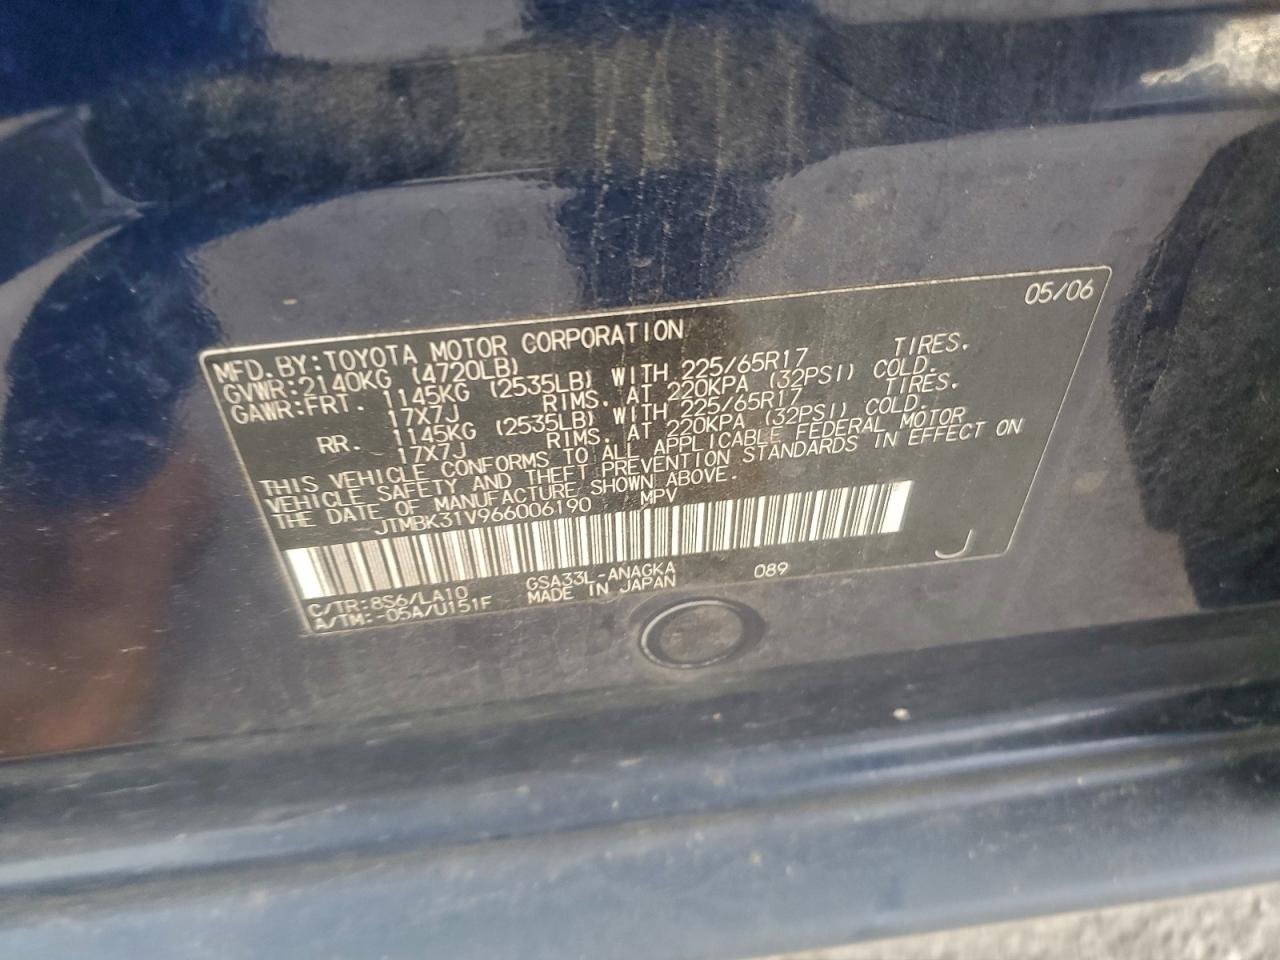 05/06
MFD.BY:TOYOTA MOTOR CORPORATION
GVWR:2140KG (4720LB)
GAWR:FRT. 1145KG (2535LB) WITH 225/65R17 TIRES.
17X7J RIMS. AT 220KPA (32PSI) COLD.
RR. 1145KG (2535LB) WITH 225/65R17 TIRES.
17X7J RIMS. AT 220KPA (32PSI) COLD.
THIS VEHICLE CONFORMS TO ALL APPLICABLE FEDERAL MOTOR
VEHICLE SAFETY AND THEFT PREVENTION STANDARDS IN EFFECT ON
THE DATE OF MANUFACTURE SHOWN ABOVE.
JTMBK31V966006190 MPV
C/TR:8S6/LA10 GSA33L-ANAGKA 089
A/TM:-05A/U151F MADE IN JAPAN
J